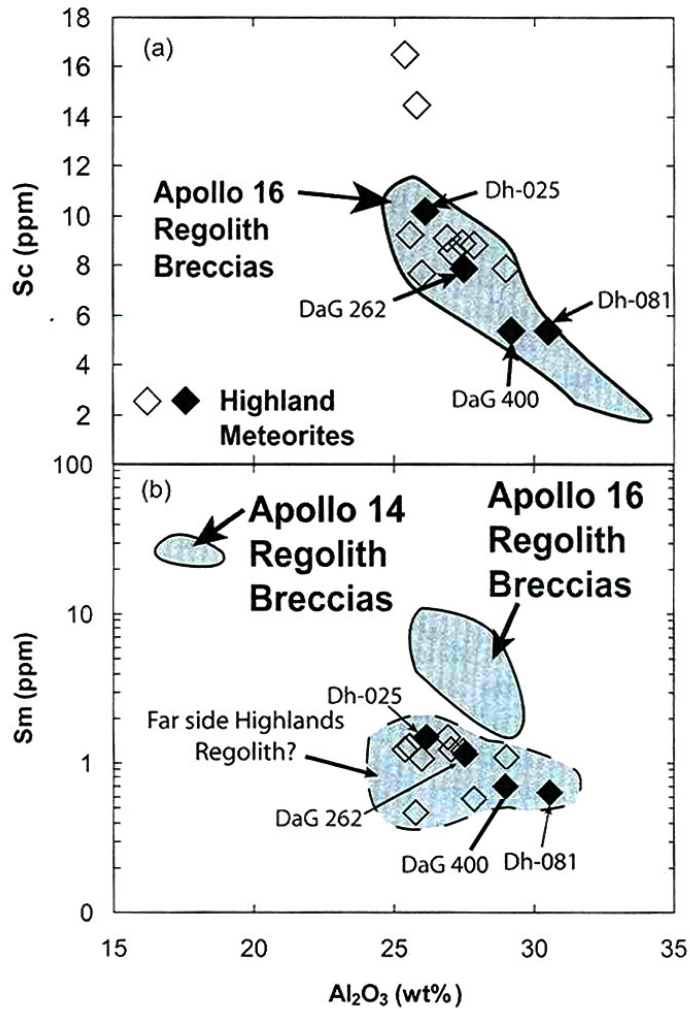 18
(a)
16
14
12
Apollo 16
Regolith
Breccias
Dh-025
10
Sc (ppm)
8
DaG 262
6
Dh-081
4
DaG 400
Highland
Meteorites
2
100
(b)
Apollo 14
Regolith
Breccias
Apollo 16
Regolith
Breccias
10
Sm (ppm)
Dh-025
Far side Highlands
Regolith?
1
DaG 262
DaG 400
Dh-081
0
15
20
25
30
35
Al₂O₃ (wt%)